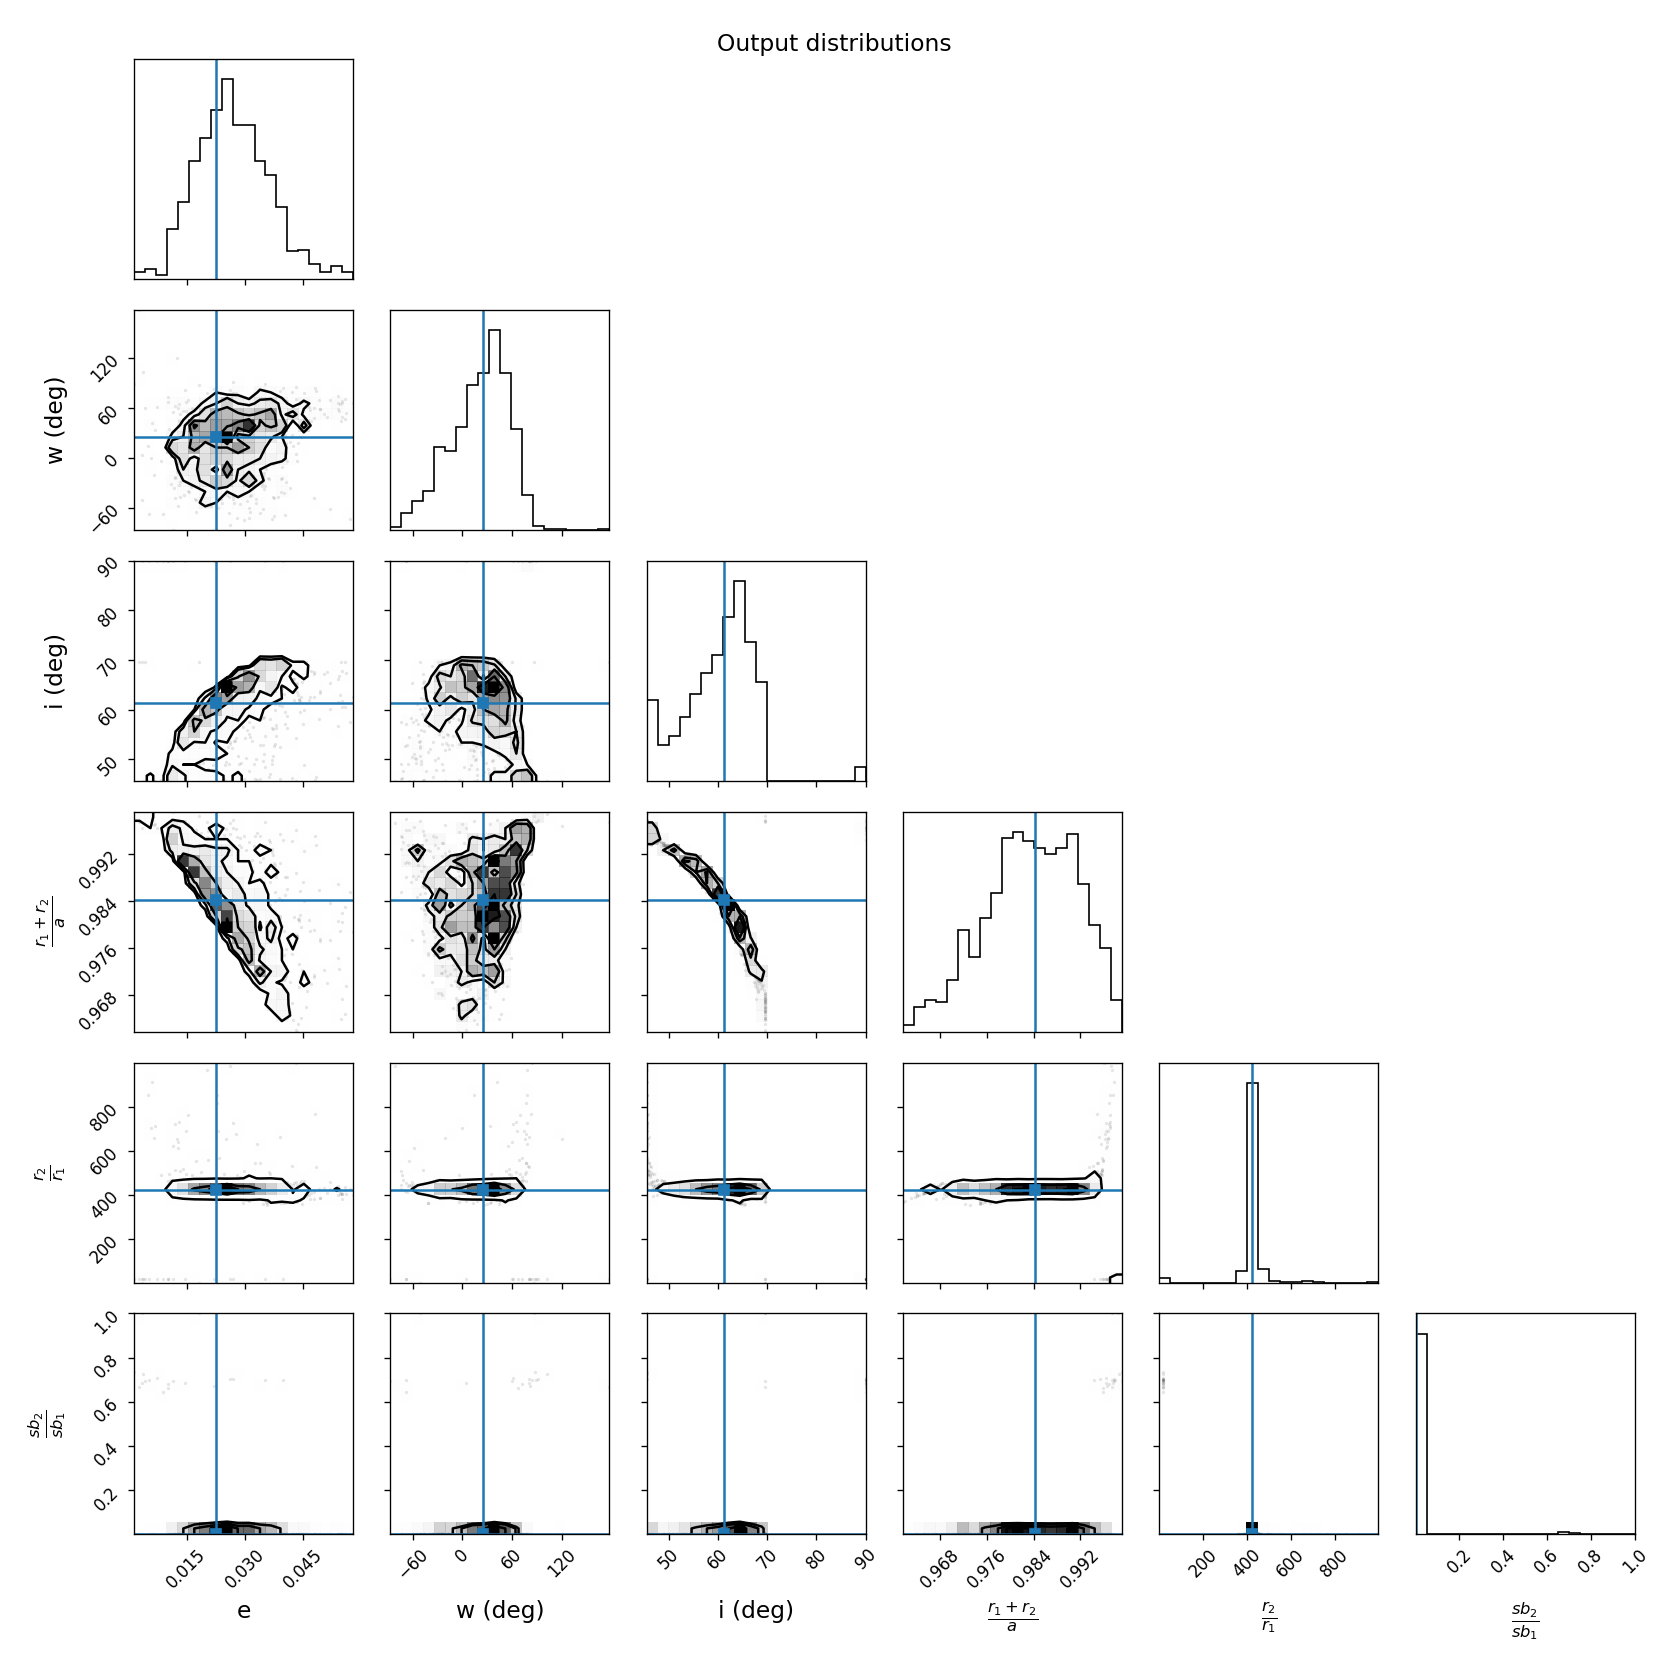 Output distributions
w (deg)
120
60
0
−60
i (deg)
90
80
70
60
50
r1 + r2
a
0.992
0.984
0.976
0.968
r2
r1
800
600
400
200
sb2
sb1
1.0
0.8
0.6
0.4
0.2
0.015 0.030 0.045
−60 0 60 120
50 60 70 80 90
0.968 0.976 0.984 0.992
200 400 600 800
0.2 0.4 0.6 0.8 1.0
e
w (deg)
i (deg)
r1 + r2
a
r2
r1
sb2
sb1